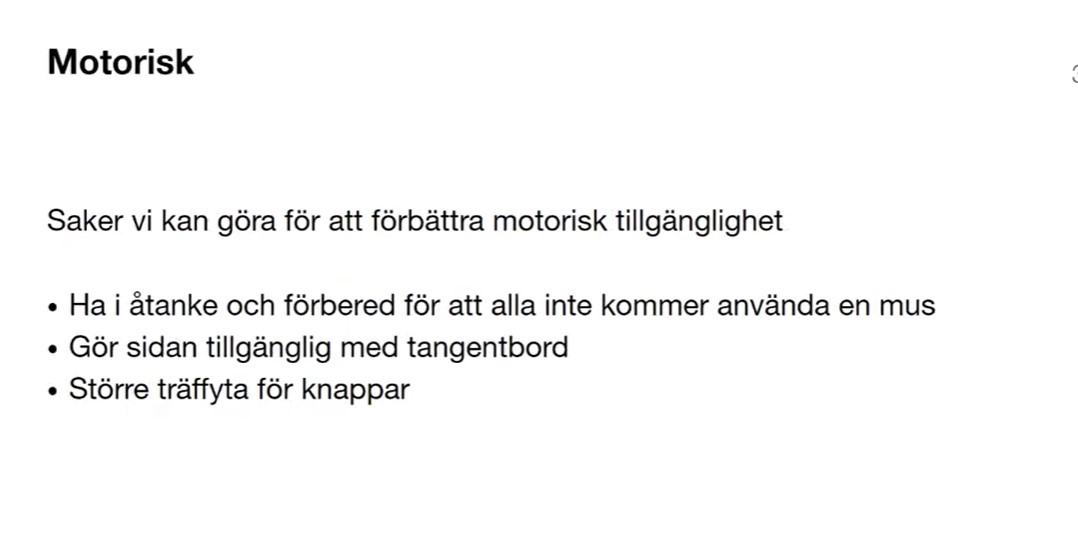 Motorisk
Saker vi kan göra för att förbättra motorisk tillgänglighet
• Ha i åtanke och förbered för att alla inte kommer använda en mus
• Gör sidan tillgänglig med tangentbord
• Större träffyta för knappar